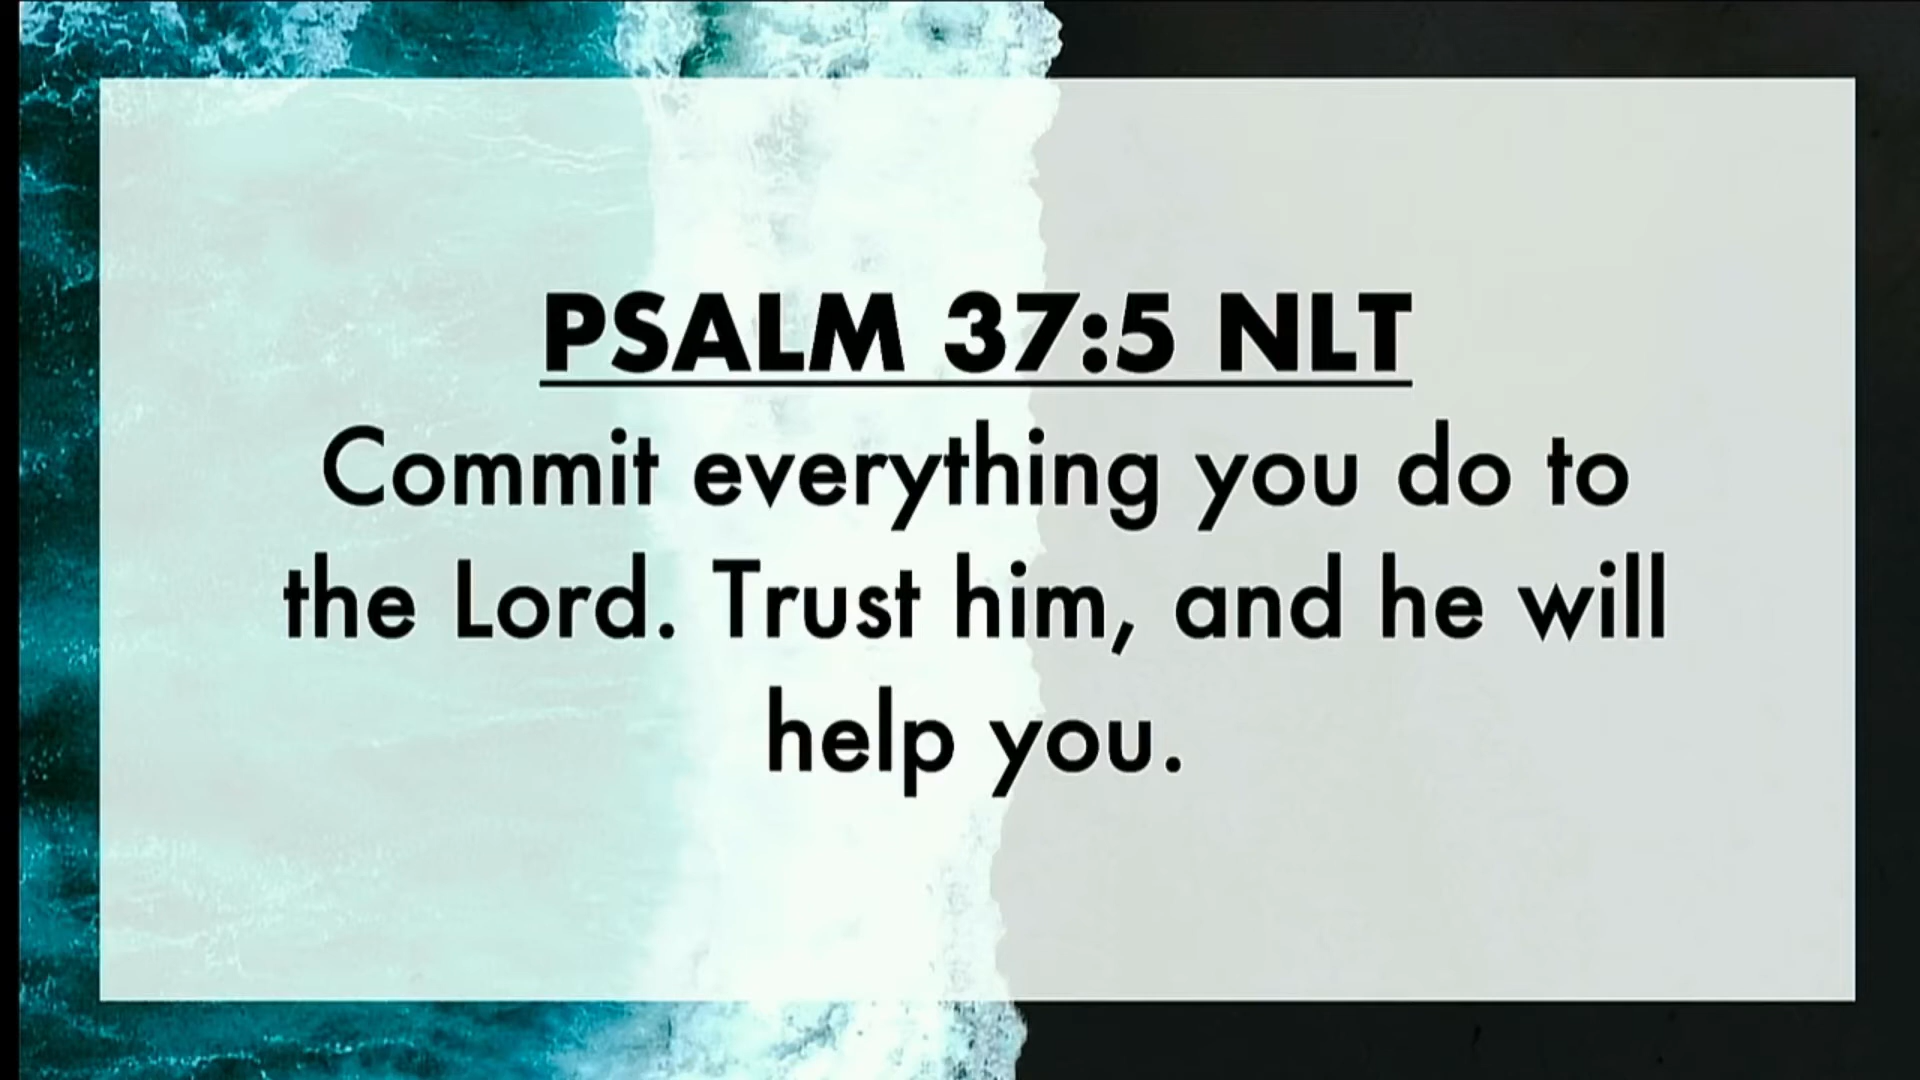 PSALM 37:5 NLT
Commit everything you do to
the Lord. Trust him, and he will
help you.